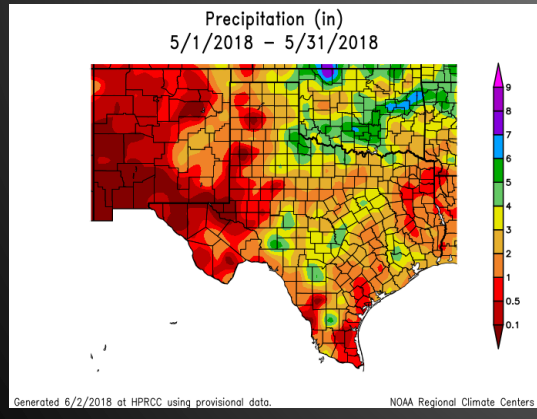 Precipitation (in)
5/1/2018 – 5/31/2018
9
8
7
6
5
4
3
2
1
0.5
0.1
Generated 6/2/2018 at HPRCC using provisional data.
NOAA Regional Climate Centers